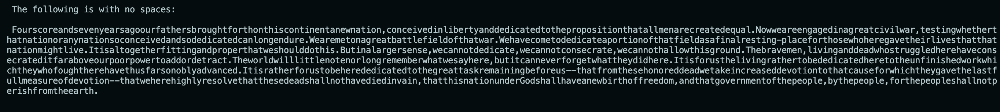 The following is with no spaces:
Fourscoreandsevenyearsagoourfathersbroughtforthonthiscontinentanewnation,conceivedinlibertyanddedicatedtothepropositionthatallmenarecreatedequal.Nowweareengagedinagreatcivilwar,testingwhethert
hatnationoranynationsoconceivedandsodedicatedcanlongendure.Wearemetonagreatbattlefieldofthatwar.Wehavecometodedicateaportionofthatfieldasafinalresting-placeforthosewhoheregavetheirlivesthatthat
nationmightlive.Itisaltogetherfittingandproperthatweshoulddothis.Butinalargersense,wecannotdedicate,wecannotconsecrate,wecannothallowthisground.Thebravemen,livinganddeadwhostruggledherehavecons
ecrateditfaraboveourpoorpowertoaddordetract.Theworldwilllittlenotenorlongrememberwhatwesayhere,butitcanneverforgetwhattheydidhere.Itisforusthelivingrathertobededicatedheretotheunfinishedworkwhi
chtheywhofoughtherehavethusfarsonoblyadvanced.Itisratherforustobeherededicatedtothegreattaskremainingbeforeus--thatfromthesehonoreddeadwetakeincreaseddevotiontothatcauseforwhichtheygavethelastf
ullmeasureofdevotion--thatweherehighlyresolvethatthesedeadshallnothavediedinvain,thatthisnationunderGodshallhaveanewbirthoffreedom,andthatgovernmentofthepeople,bythepeople,forthepeopleshallnotp
erishfromtheearth.